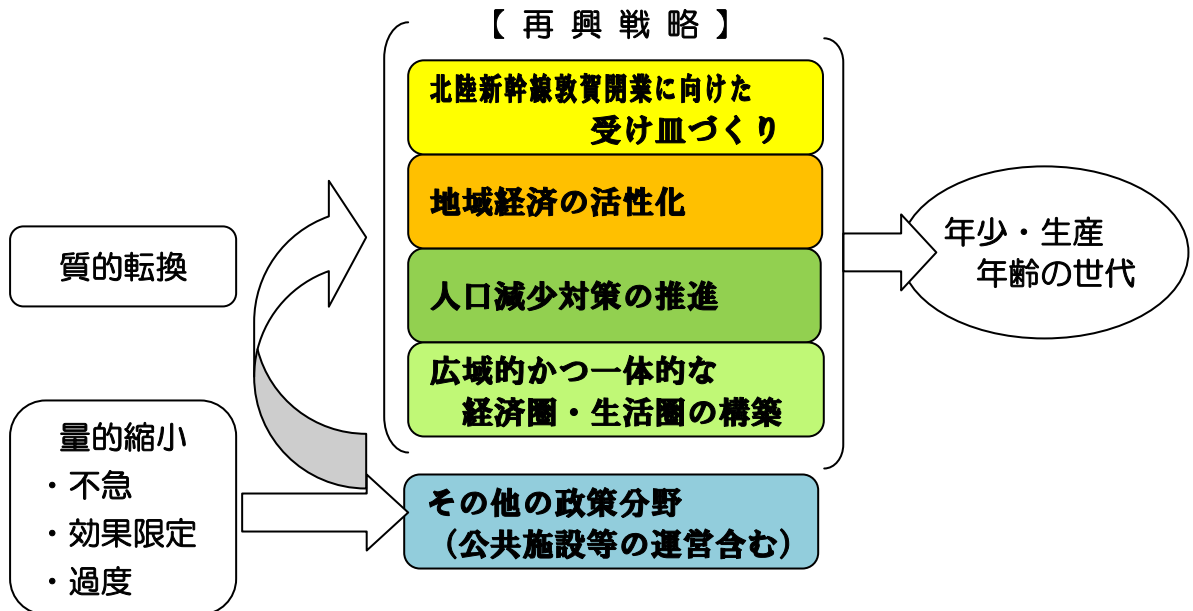 【 再 興 戦 略 】
北陸新幹線敦賀開業に向けた
受け皿づくり
地域経済の活性化
人口減少対策の推進
広域的かつ一体的な
経済圏・生活圏の構築
その他の政策分野
（公共施設等の運営含む）
質的転換
量的縮小
・不急
・効果限定
・過度
年少・生産
年齢の世代